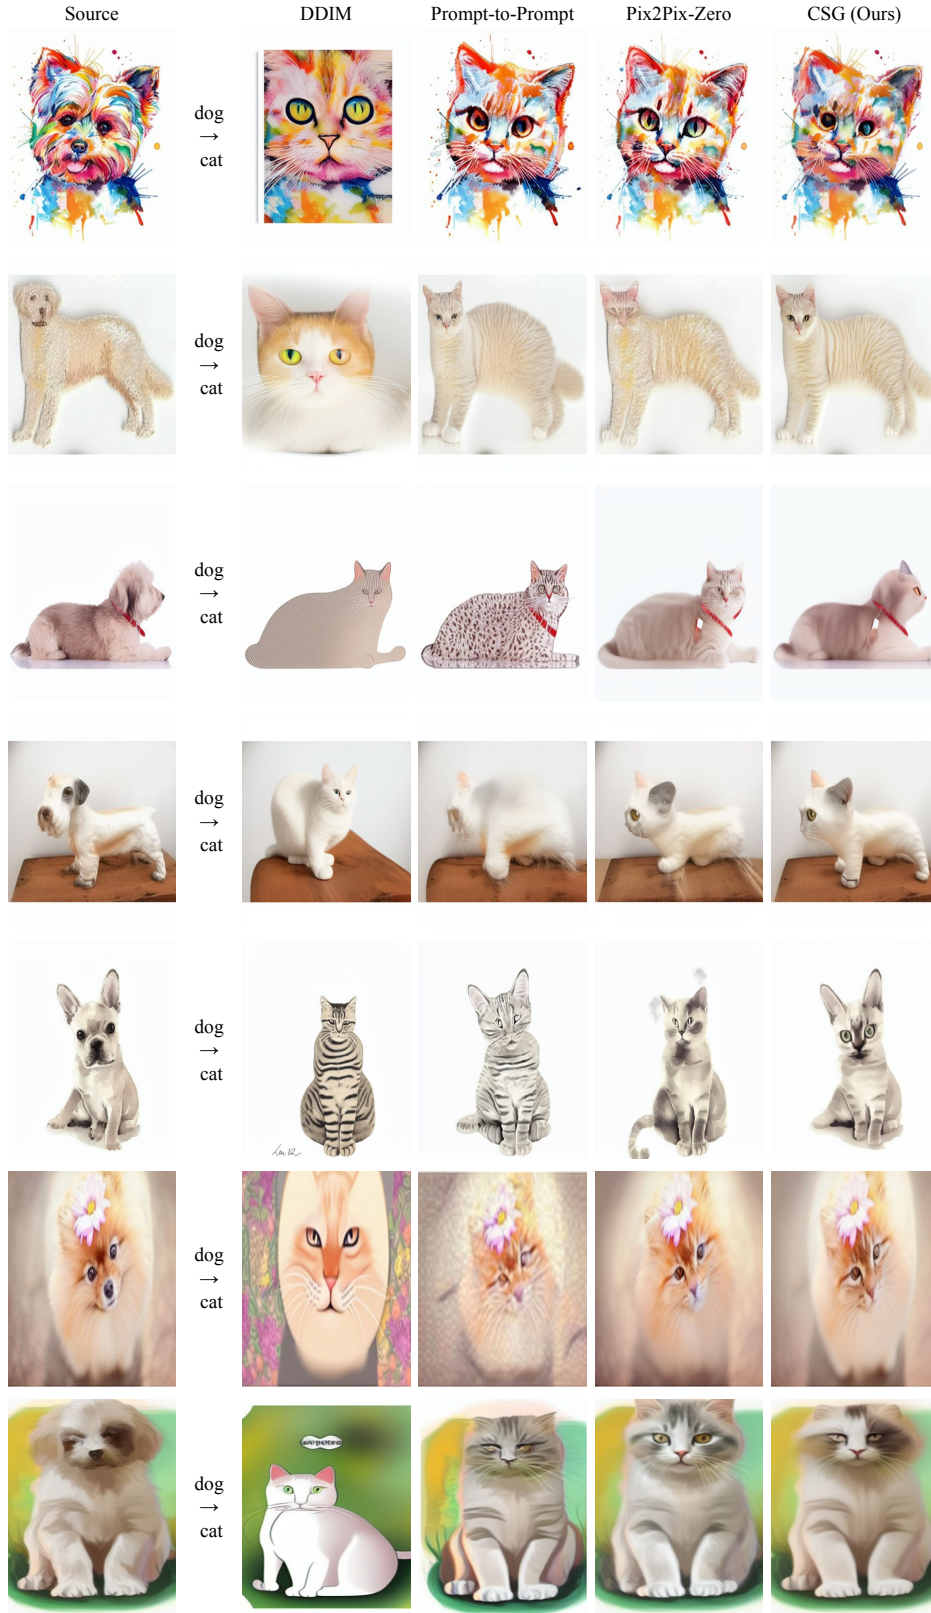 Source DDIM Prompt-to-Prompt Pix2Pix-Zero CSG (Ours)
dog
→
cat
dog
→
cat
dog
→
cat
dog
→
cat
dog
→
cat
dog
→
cat
dog
→
cat